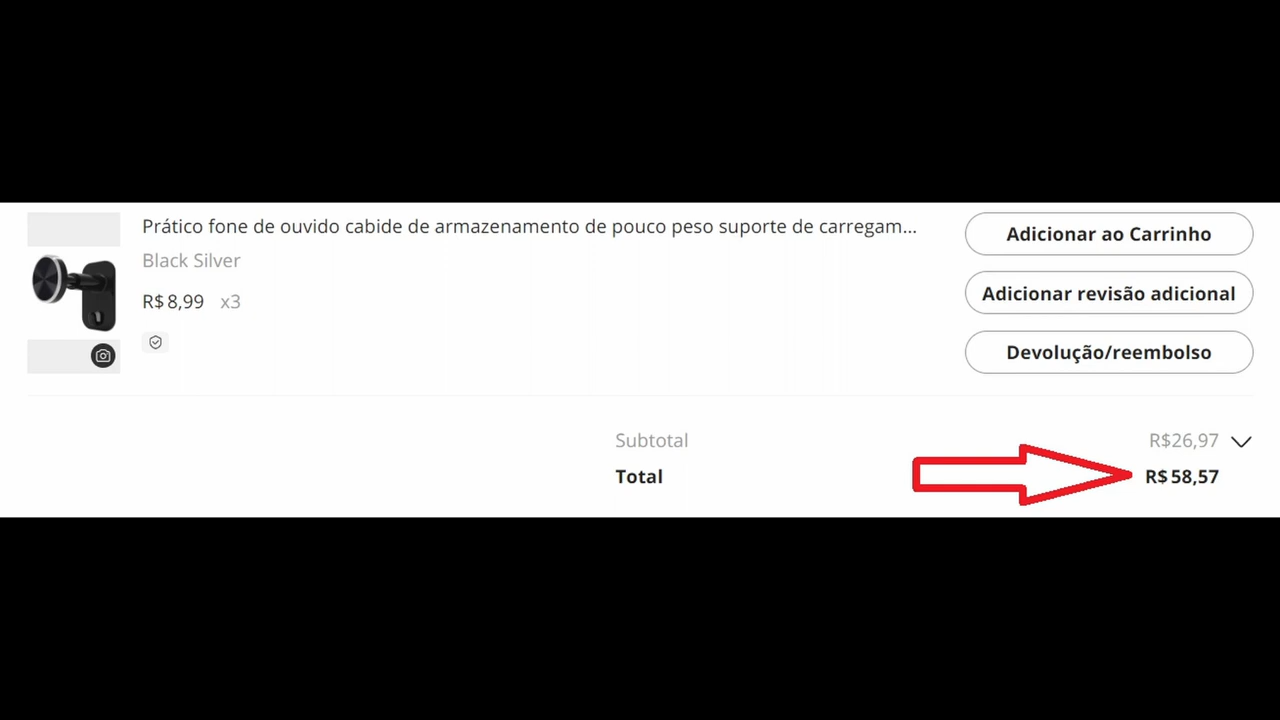 Prático fone de ouvido cabide de armazenamento de pouco peso suporte de carregam...
Black Silver
R$8,99 x3
Adicionar ao Carrinho
Adicionar revisão adicional
Devolução/reembolso
Subtotal R$26,97
Total R$58,57